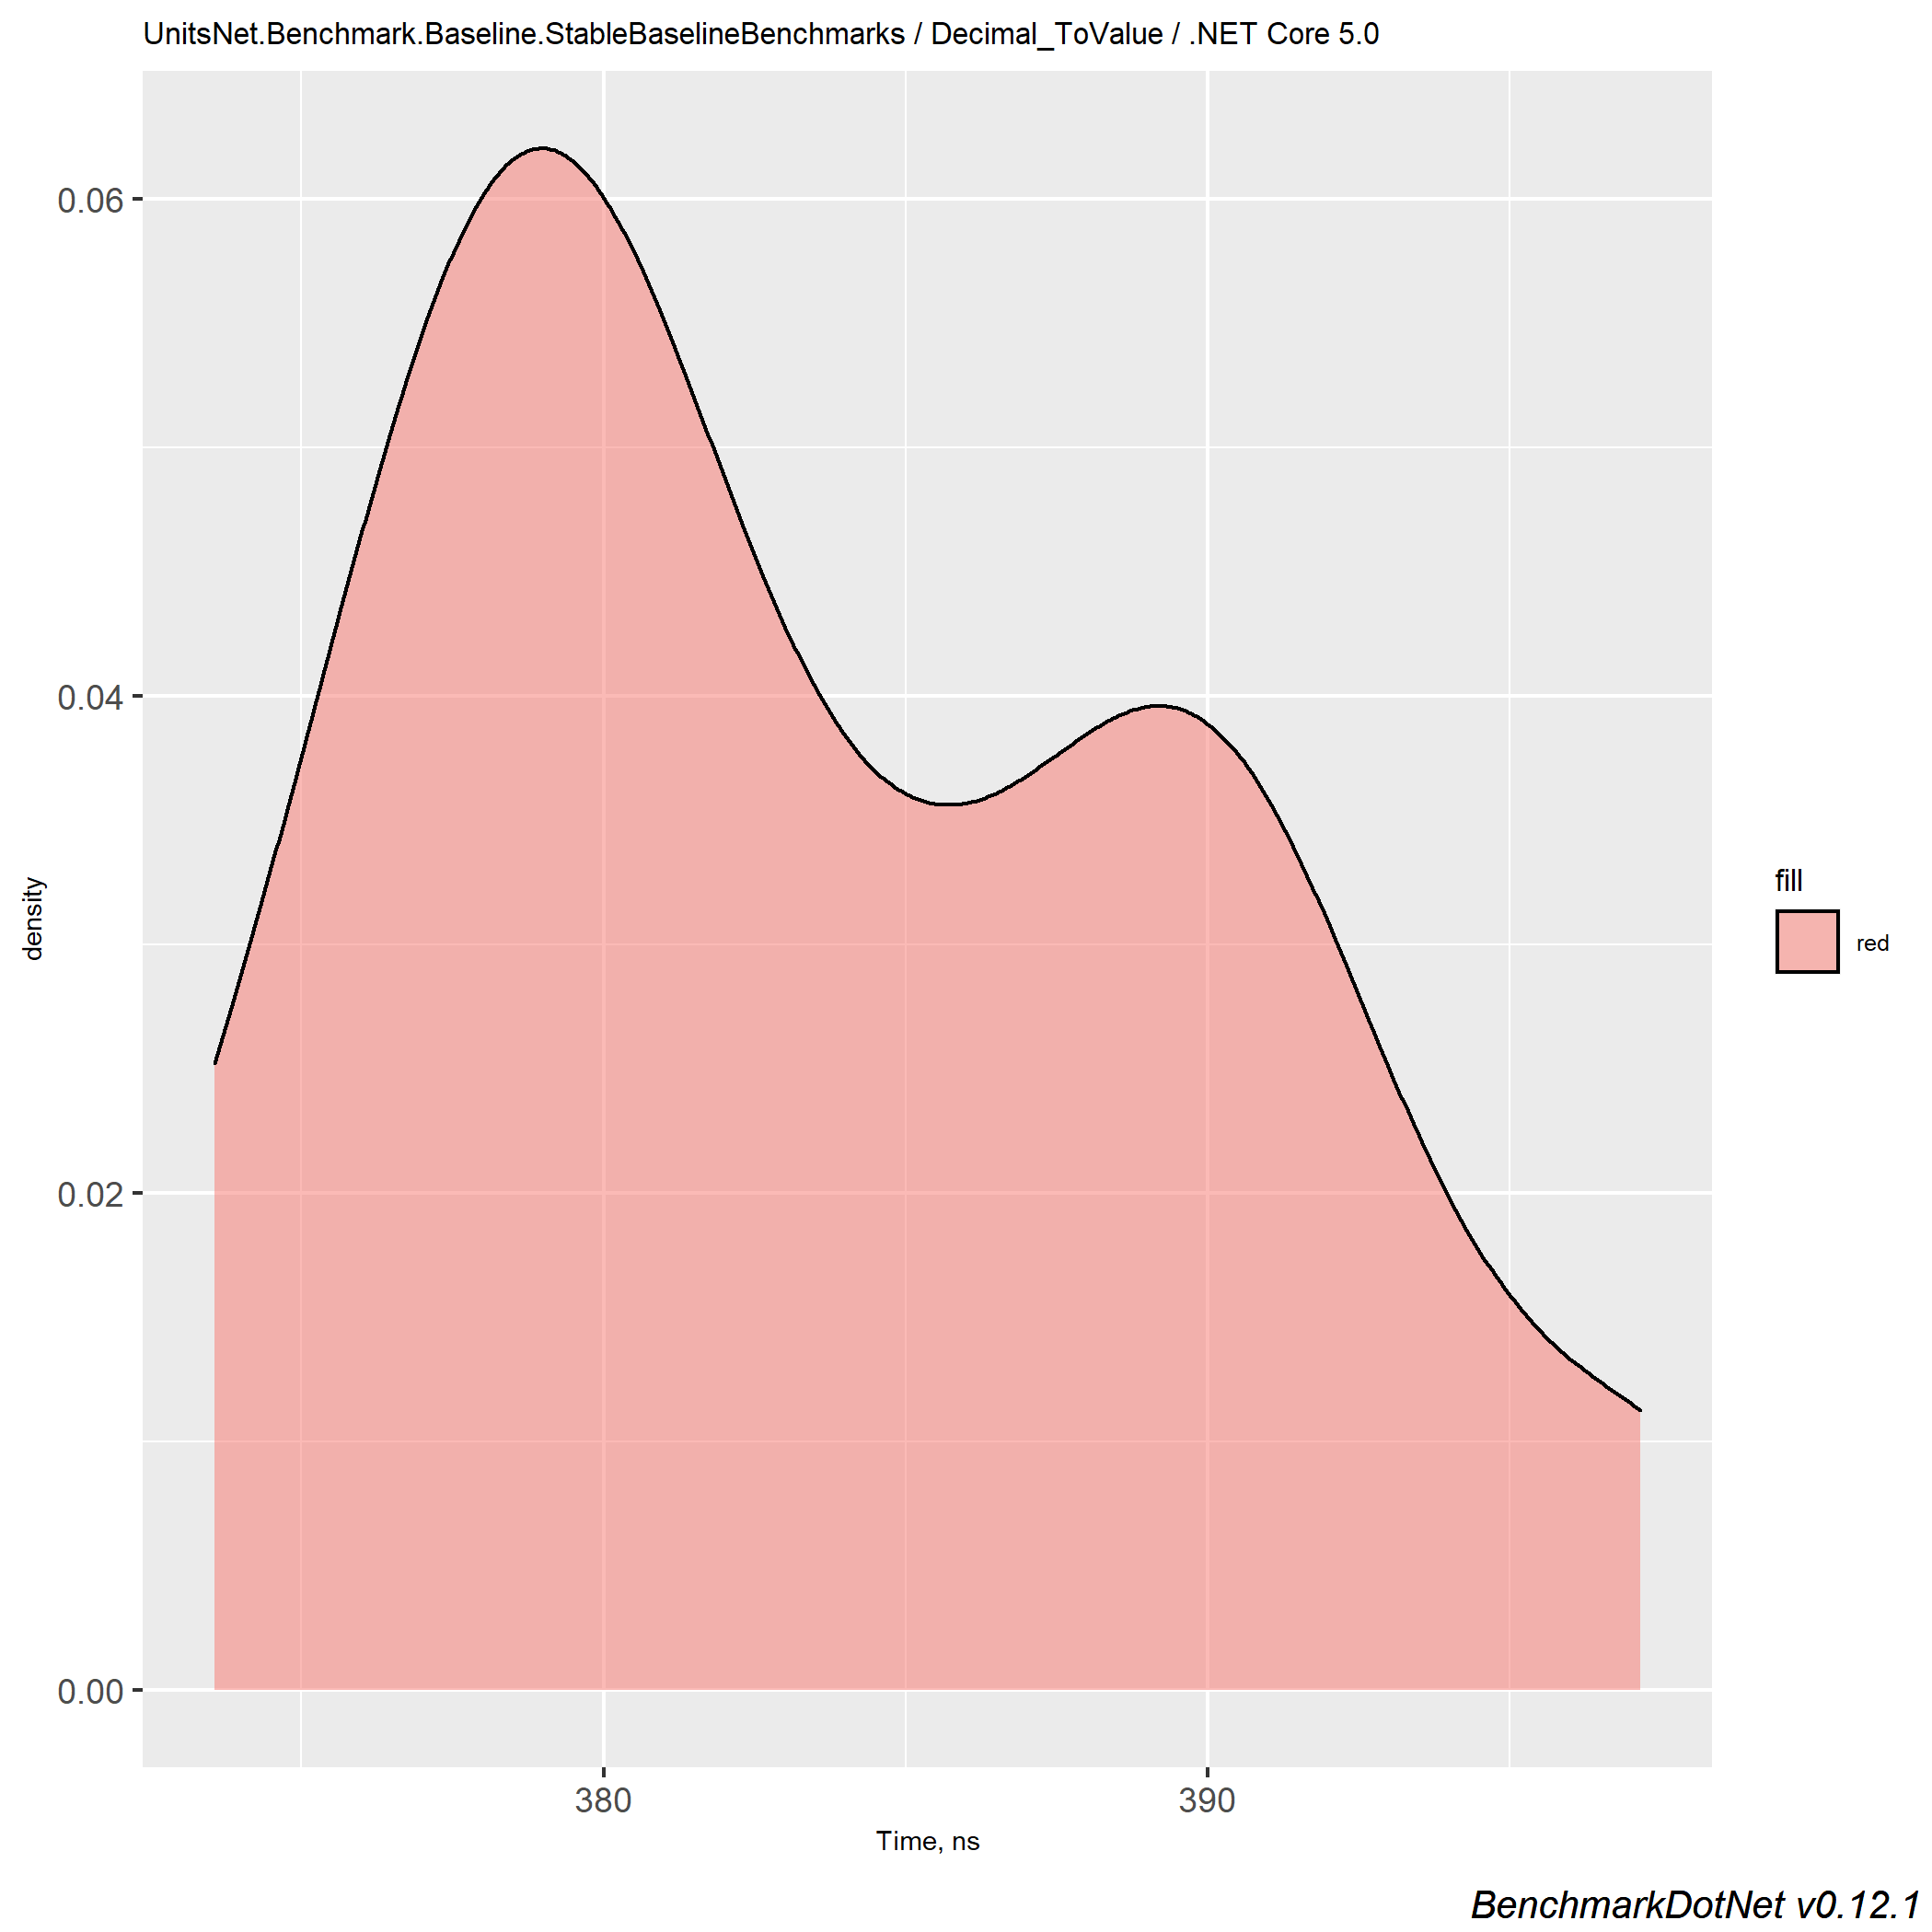 UnitsNet.Benchmark.Baseline.StableBaselineBenchmarks / Decimal_ToValue / .NET Core 5.0
0.06
0.04
0.02
0.00
density
380
390
Time, ns
fill
red
BenchmarkDotNet v0.12.1